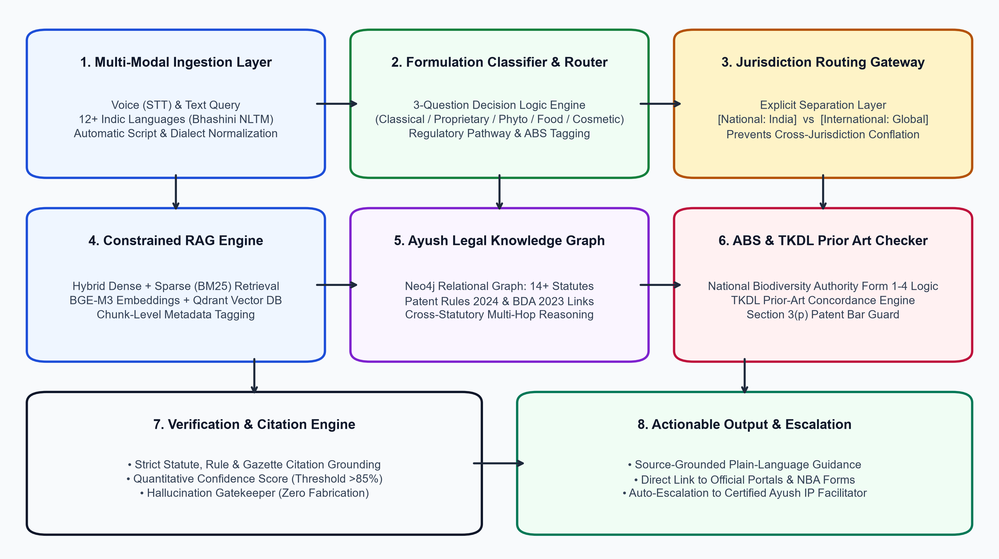 1. Multi-Modal Ingestion Layer
Voice (STT) & Text Query
12+ Indic Languages (Bhashini NLTM)
Automatic Script & Dialect Normalization
2. Formulation Classifier & Router
3-Question Decision Logic Engine
(Classical / Proprietary / Phyto / Food / Cosmetic)
Regulatory Pathway & ABS Tagging
3. Jurisdiction Routing Gateway
Explicit Separation Layer
[National: India] vs [International: Global]
Prevents Cross-Jurisdiction Conflation
4. Constrained RAG Engine
Hybrid Dense + Sparse (BM25) Retrieval
BGE-M3 Embeddings + Qdrant Vector DB
Chunk-Level Metadata Tagging
5. Ayush Legal Knowledge Graph
Neo4j Relational Graph: 14+ Statutes
Patent Rules 2024 & BDA 2023 Links
Cross-Statutory Multi-Hop Reasoning
6. ABS & TKDL Prior Art Checker
National Biodiversity Authority Form 1-4 Logic
TKDL Prior-Art Concordance Engine
Section 3(p) Patent Bar Guard
7. Verification & Citation Engine
• Strict Statute, Rule & Gazette Citation Grounding
• Quantitative Confidence Score (Threshold >85%)
• Hallucination Gatekeeper (Zero Fabrication)
8. Actionable Output & Escalation
• Source-Grounded Plain-Language Guidance
• Direct Link to Official Portals & NBA Forms
• Auto-Escalation to Certified Ayush IP Facilitator